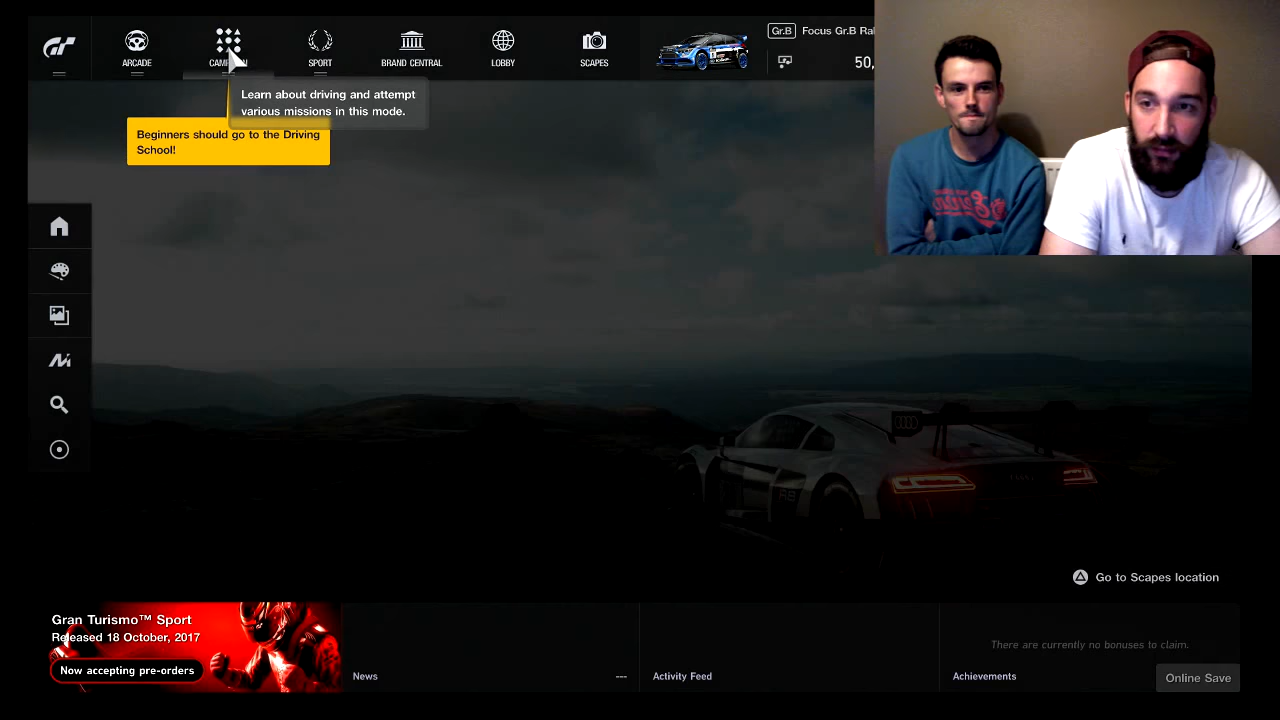 GT
ARCADE
SPORT
BRAND CENTRAL
LOBBY
SCAPES
Gr.B
Focus Gr.B
50,
Learn about driving and attempt
various missions in this mode.
Beginners should go to the Driving
School!
Go to Scapes location
Gran Turismo™ Sport
Released 18 October, 2017
Now accepting pre-orders
News
---
Activity Feed
There are currently no bonuses to claim.
Achievements
Online Save